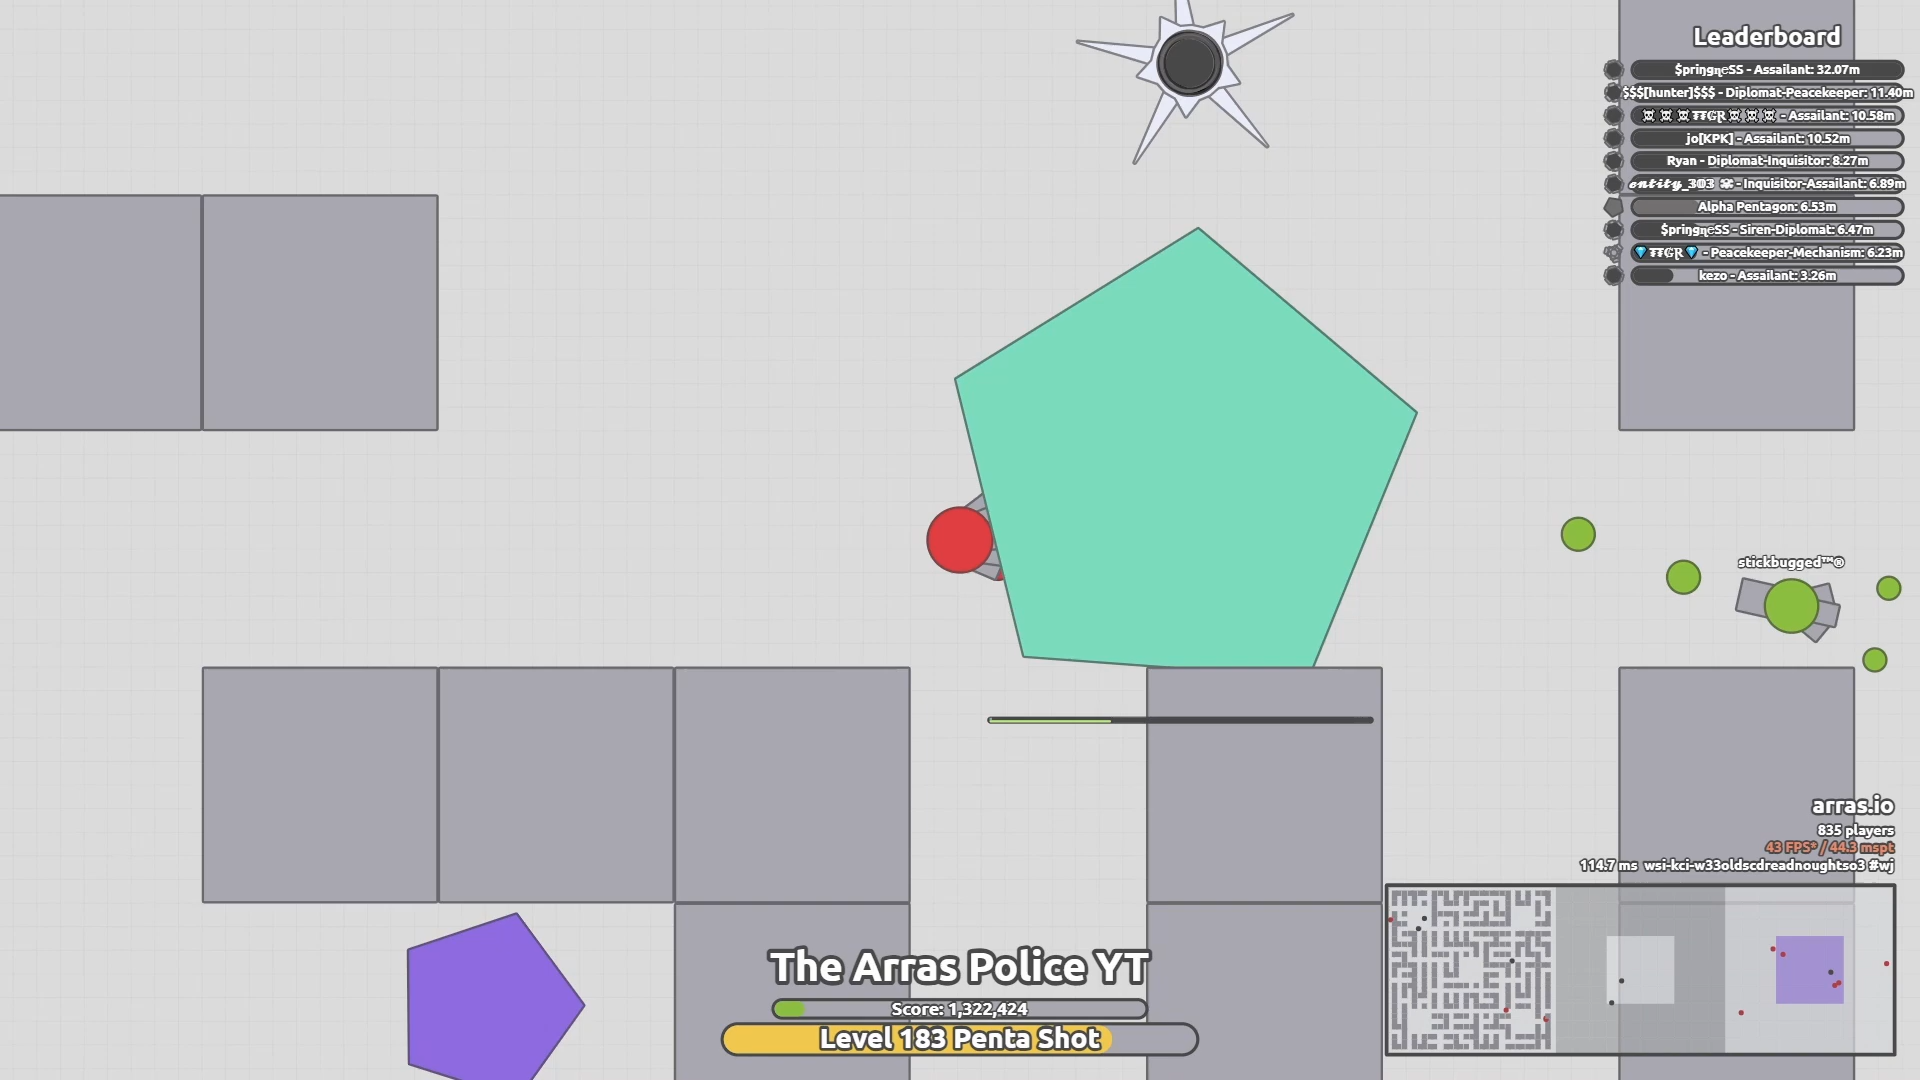 Leaderboard
$priŋgɳeSS - Assailant: 32.07m
$$$[hunter]$$$ - Diplomat-Peacekeeper: 11.40m
- Assailant: 10.58m
jo[KPK] - Assailant: 10.52m
Ryan - Diplomat-Inquisitor: 8.27m
𝓮𝓷𝓽𝓲𝓽𝔂_𝟛𝟘𝟛 - Inquisitor-Assailant: 6.89m
Alpha Pentagon: 6.53m
$priŋgɳeSS - Siren-Diplomat: 6.47m
- Peacekeeper-Mechanism: 6.23m
kezo - Assailant: 3.26m
stickbugged™®
arras.io
835 players
43 FPS* / 44.3 mspt
114.7 ms wsi-kci-w33oldscdreadnoughtso3 #wj
The Arras Police YT
Score: 1,322,424
Level 183 Penta Shot